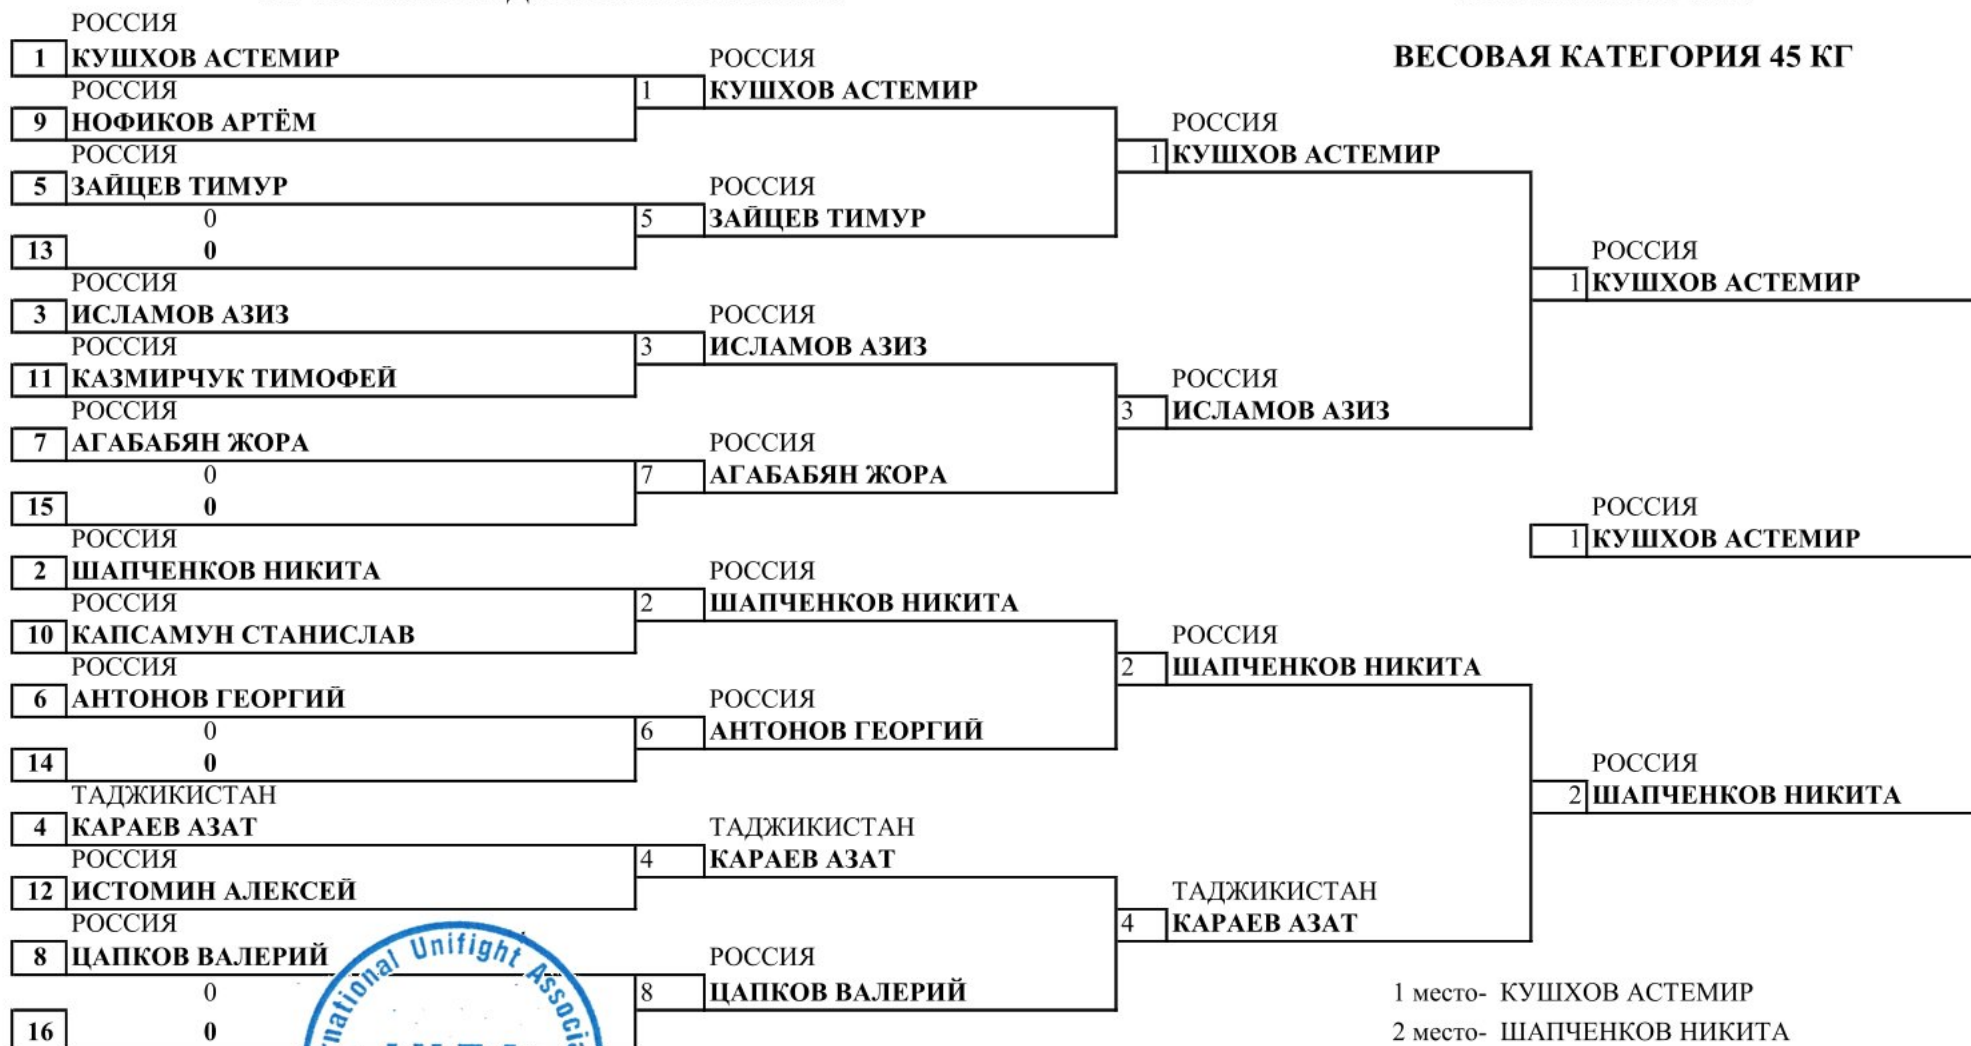 РОССИЯ
1 КУШХОВ АСТЕМИР
РОССИЯ
9 НОФИКОВ АРТЁМ
РОССИЯ
5 ЗАЙЦЕВ ТИМУР
0
13 0
РОССИЯ
3 ИСЛАМОВ АЗИЗ
РОССИЯ
11 КАЗМИРЧУК ТИМОФЕЙ
РОССИЯ
7 АГАБАБЯН ЖОРА
0
15 0
РОССИЯ
2 ШАПЧЕНКОВ НИКИТА
РОССИЯ
10 КАПСАМУН СТАНИСЛАВ
РОССИЯ
6 АНТОНОВ ГЕОРГИЙ
0
14 0
ТАДЖИКИСТАН
4 КАРАЕВ АЗАТ
РОССИЯ
12 ИСТОМИН АЛЕКСЕЙ
РОССИЯ
8 ЦАПКОВ ВАЛЕРИЙ
0
16 0
РОССИЯ
1 КУШХОВ АСТЕМИР
РОССИЯ
5 ЗАЙЦЕВ ТИМУР
РОССИЯ
3 ИСЛАМОВ АЗИЗ
РОССИЯ
7 АГАБАБЯН ЖОРА
РОССИЯ
2 ШАПЧЕНКОВ НИКИТА
РОССИЯ
6 АНТОНОВ ГЕОРГИЙ
ТАДЖИКИСТАН
4 КАРАЕВ АЗАТ
РОССИЯ
8 ЦАПКОВ ВАЛЕРИЙ
РОССИЯ
1 КУШХОВ АСТЕМИР
РОССИЯ
3 ИСЛАМОВ АЗИЗ
РОССИЯ
2 ШАПЧЕНКОВ НИКИТА
ТАДЖИКИСТАН
4 КАРАЕВ АЗАТ
ВЕСОВАЯ КАТЕГОРИЯ 45 КГ
РОССИЯ
1 КУШХОВ АСТЕМИР
РОССИЯ
1 КУШХОВ АСТЕМИР
РОССИЯ
2 ШАПЧЕНКОВ НИКИТА
1 место- КУШХОВ АСТЕМИР
2 место- ШАПЧЕНКОВ НИКИТА
Unifight